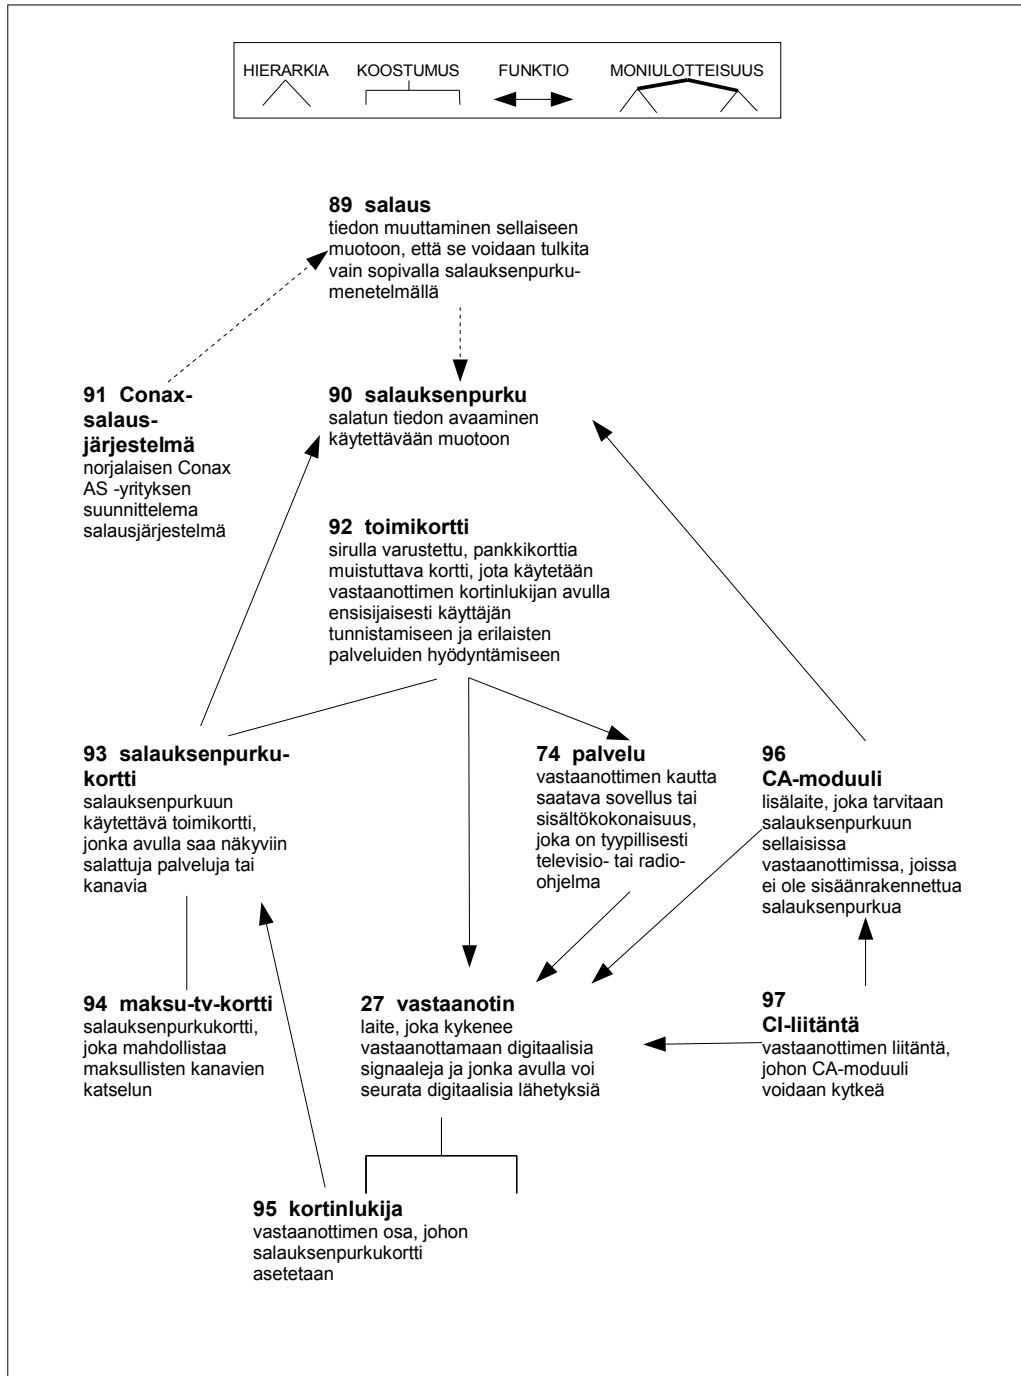 HIERARKIA KOOSTUMUS FUNKTIO MONIULOTTEISUUS
89 salaus
tiedon muuttaminen sellaiseen
muotoon, että se voidaan tulkita
vain sopivalla salauksenpurku-
menetelmällä
91 Conax-
salaus-
järjestelmä
norjalaisen Conax
AS -yrityksen
suunnittelema
salausjärjestelmä
90 salauksenpurku
salatun tiedon avaaminen
käytettävään muotoon
92 toimikortti
sirulla varustettu, pankkikorttia
muistuttava kortti, jota käytetään
vastaanottimen kortinlukijan avulla
ensisijaisesti käyttäjän
tunnistamiseen ja erilaisten
palveluiden hyödyntämiseen
93 salauksenpurku-
kortti
salauksenpurkuun
käytettävä toimikortti,
jonka avulla saa näkyviin
salattuja palveluja tai
kanavia
74 palvelu
vastaanottimen kautta
saatava sovellus tai
sisältökokonaisuus,
joka on tyypillisesti
televisio- tai radio-
ohjelma
96
CA-moduuli
lisälaite, joka tarvitaan
salauksenpurkuun
sellaisissa
vastaanottimissa, joissa
ei ole sisäänrakennettua
salauksenpurkua
94 maksu-tv-kortti
salauksenpurkukortti,
joka mahdollistaa
maksullisten kanavien
katselun
27 vastaanotin
laite, joka kykenee
vastaanottamaan digitaalisia
signaaleja ja jonka avulla voi
seurata digitaalisia lähetyksiä
97
CI-liitäntä
vastaanottimen liitäntä,
johon CA-moduuli
voidaan kytkeä
95 kortinlukija
vastaanottimen osa, johon
salauksenpurkukortti
asetetaan